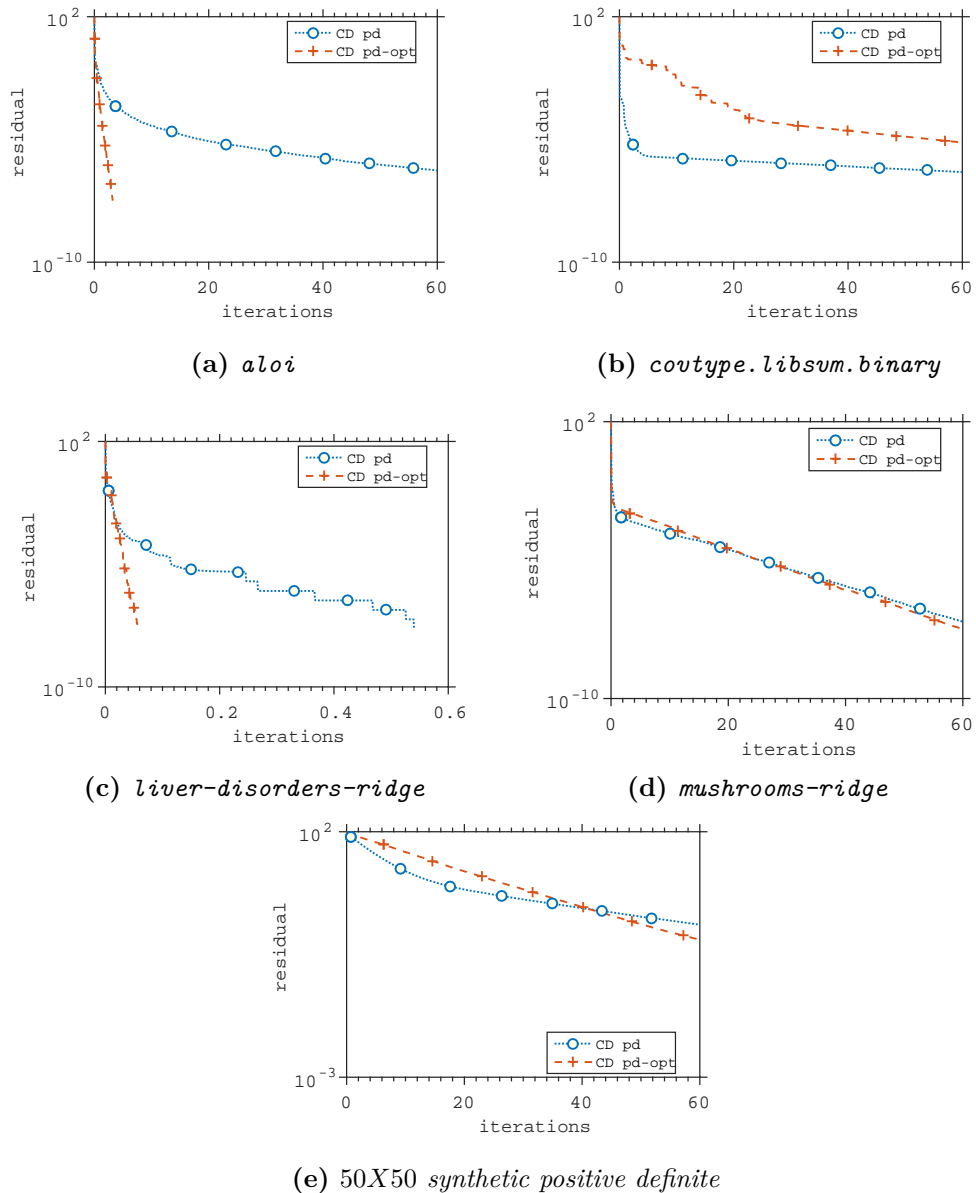 10^2
CD pd
CD pd-opt
residual
10^-10
0 20 40 60
iterations
(a) aloi
10^2
CD pd
CD pd-opt
residual
10^-10
0 20 40 60
iterations
(b) covtype.libsvm.binary
10^2
CD pd
CD pd-opt
residual
10^-10
0 0.2 0.4 0.6
iterations
(c) liver-disorders-ridge
10^2
CD pd
CD pd-opt
residual
10^-10
0 20 40 60
iterations
(d) mushrooms-ridge
10^2
residual
CD pd
CD pd-opt
10^-3
0 20 40 60
iterations
(e) 50X50 synthetic positive definite